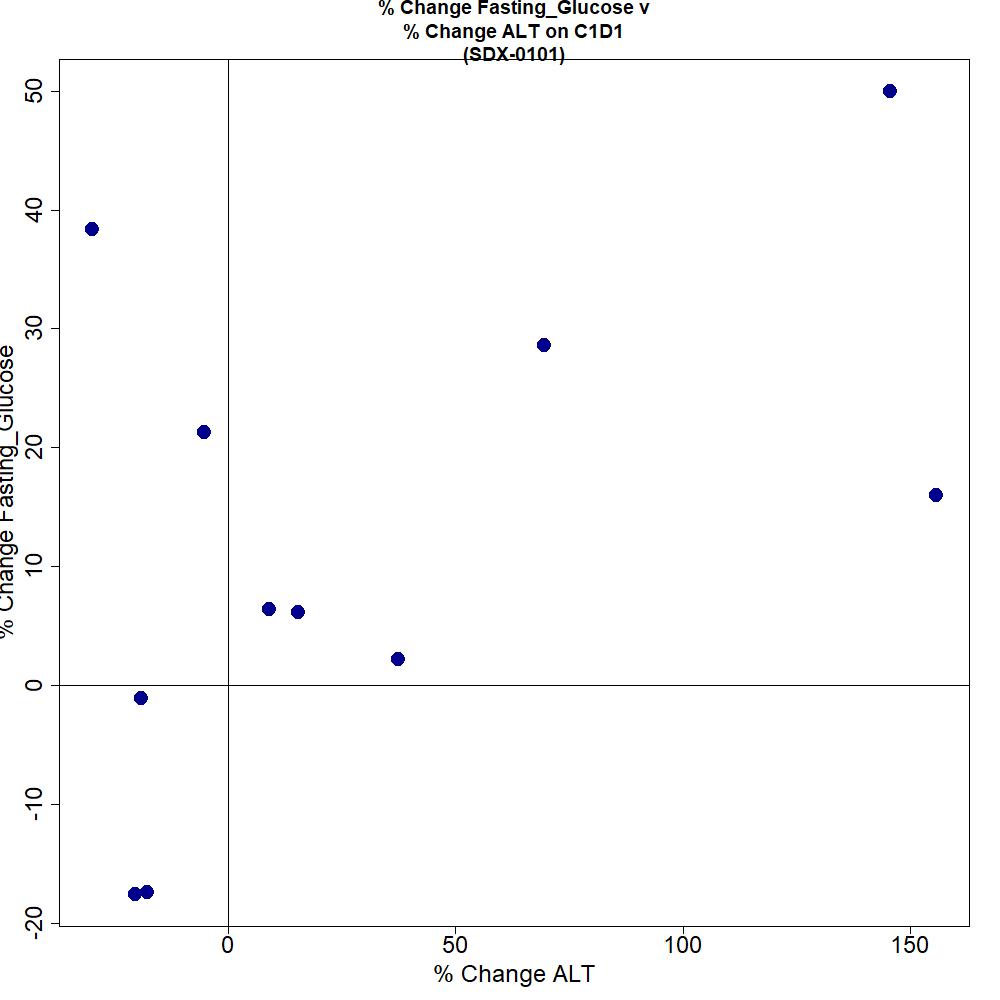 % Change Fasting_Glucose v
% Change ALT on C1D1
(SDX-0101)
% Change Fasting_Glucose
50
40
30
20
10
0
-10
-20
0 50 100 150
% Change ALT